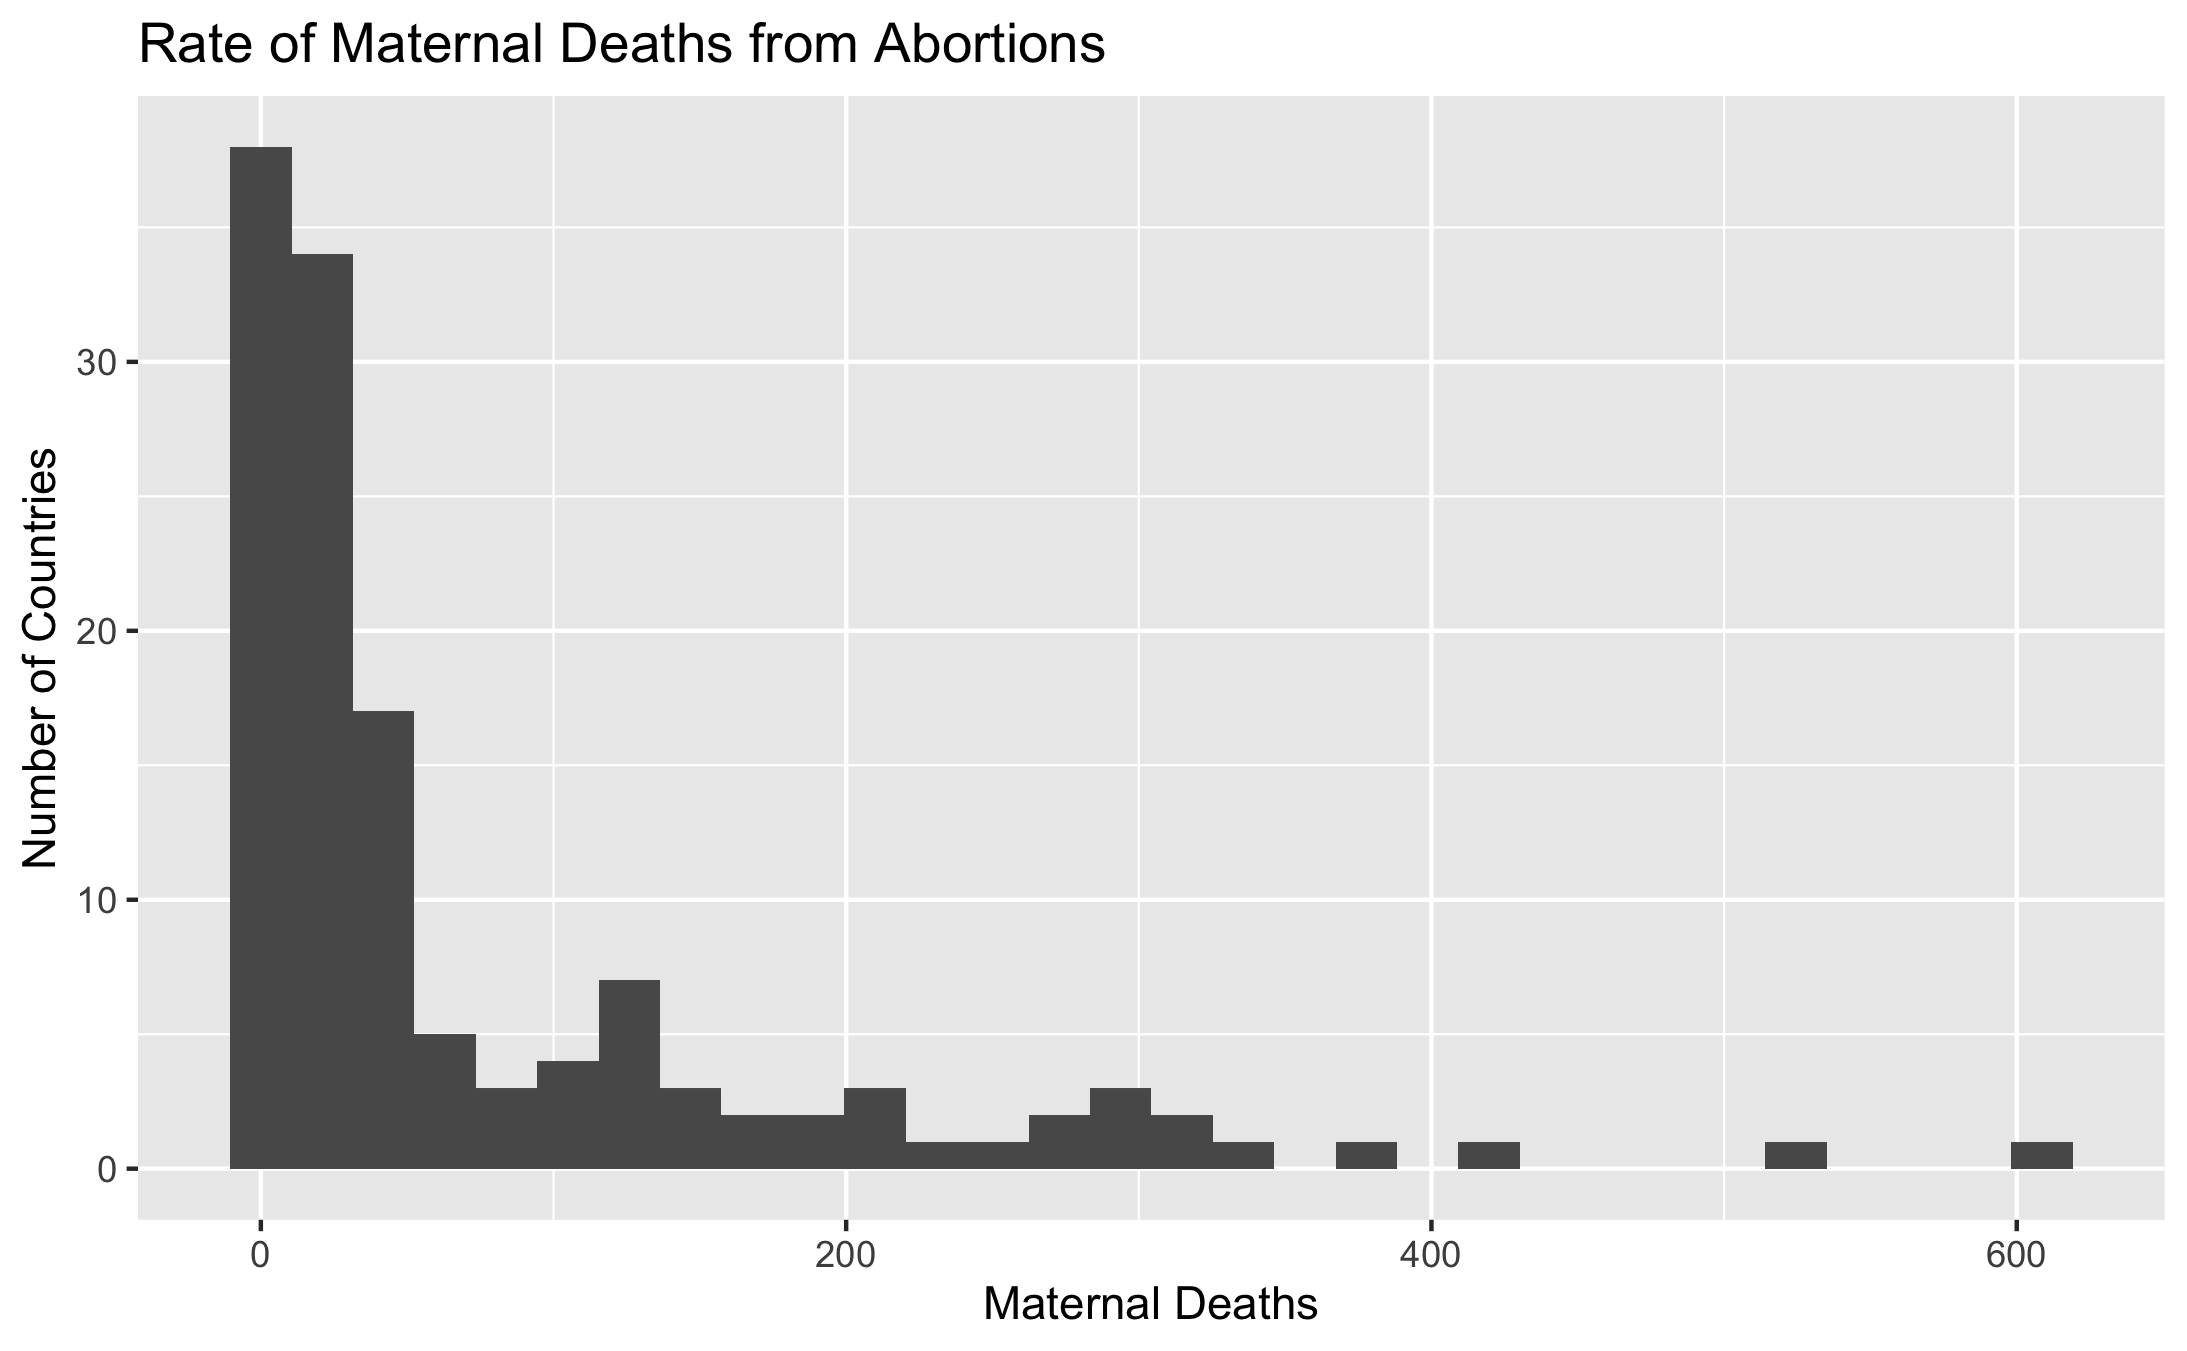 Rate of Maternal Deaths from Abortions
Number of Countries
30
20
10
0
0
200
400
600
Maternal Deaths